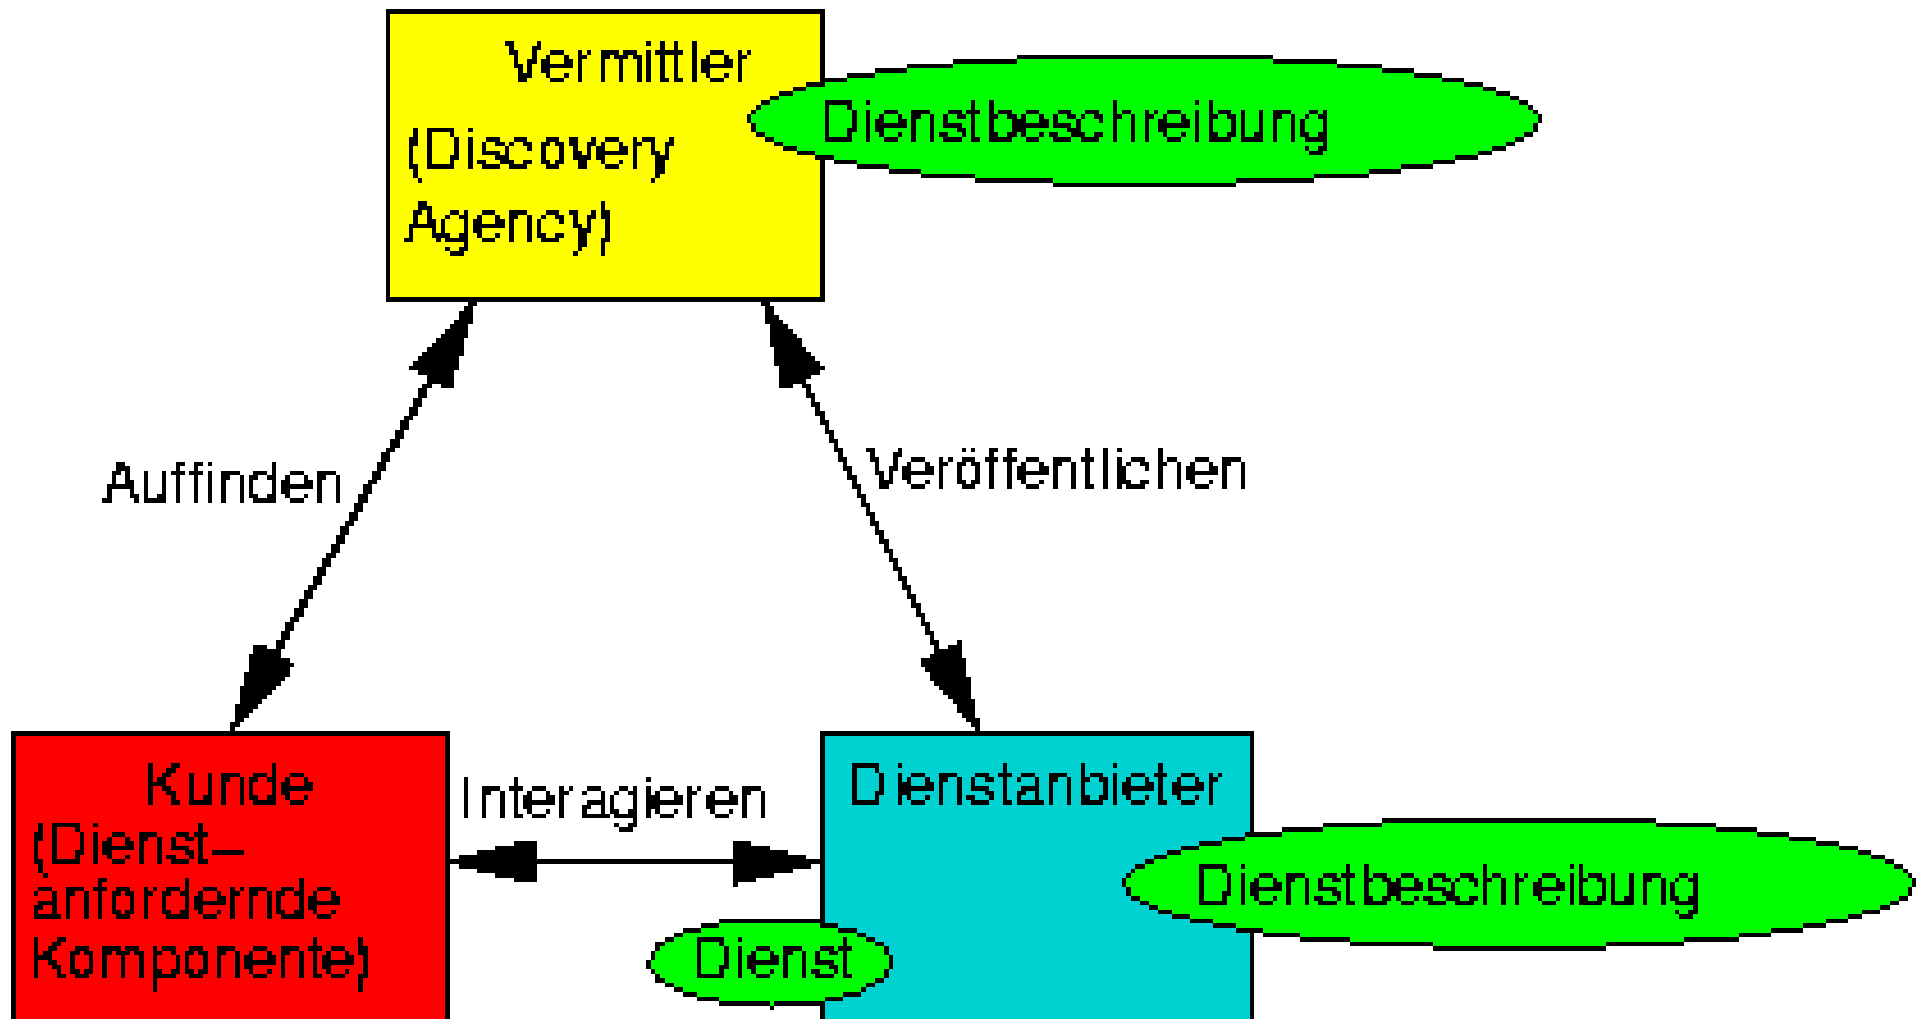 Vermittler
(Discovery
Agency)
Dienstbeschreibung
Auffinden
Veröffentlichen
Kunde
(Dienst–
anfordernde
Komponente)
Interagieren
Dienstanbieter
Dienstbeschreibung
Dienst